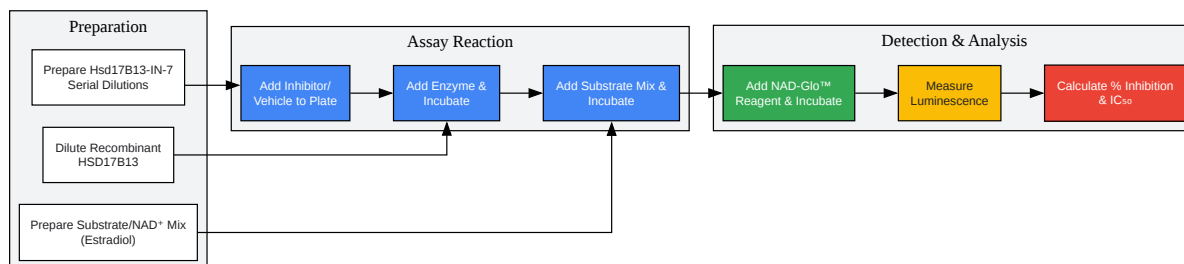 Preparation
Prepare Hsd17B13-IN-7
Serial Dilutions
Dilute Recombinant
HSD17B13
Prepare Substrate/NAD⁺ Mix
(Estradiol)
Assay Reaction
Add Inhibitor/
Vehicle to Plate
Add Enzyme &
Incubate
Add Substrate Mix &
Incubate
Detection & Analysis
Add NAD-Glo™
Reagent & Incubate
Measure
Luminescence
Calculate % Inhibition
& IC₅₀